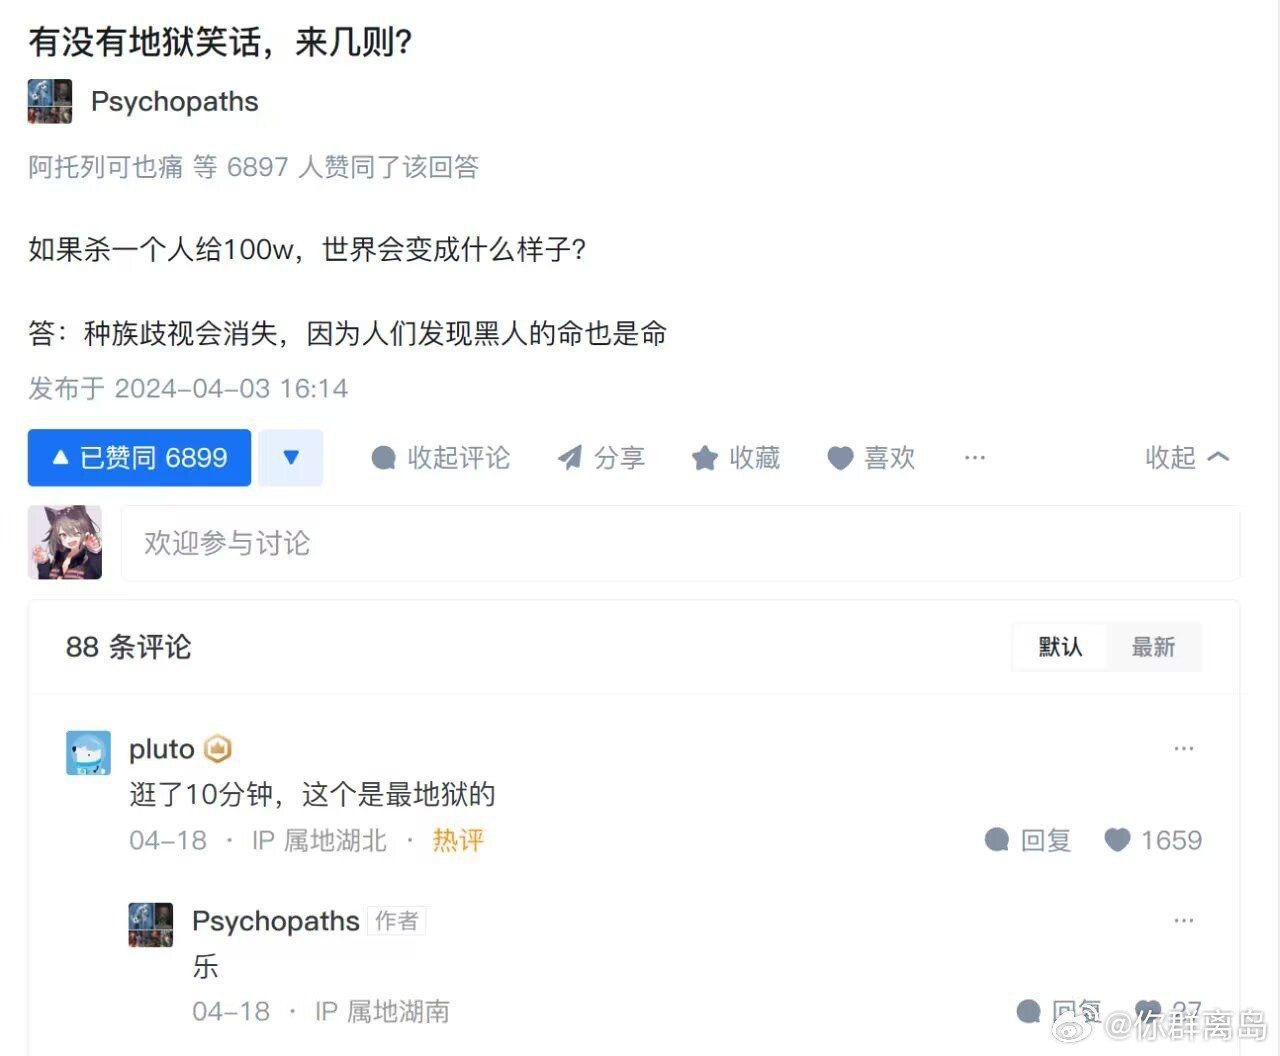 有没有地狱笑话，来几则？
Psychopaths
阿托列可也痛 等 6897 人赞同了该回答
如果杀一个人给100w，世界会变成什么样子？
答：种族歧视会消失，因为人们发现黑人的命也是命
发布于 2024-04-03 16:14
已赞同 6899 收起评论 分享 收藏 喜欢 ··· 收起
欢迎参与讨论
88 条评论 默认 最新
pluto ···
逛了10分钟，这个是最地狱的
04-18 · IP 属地湖北 · 热评 回复 1659
Psychopaths 作者 ···
乐
04-18 · IP 属地湖南 回复 27
@你群离岛